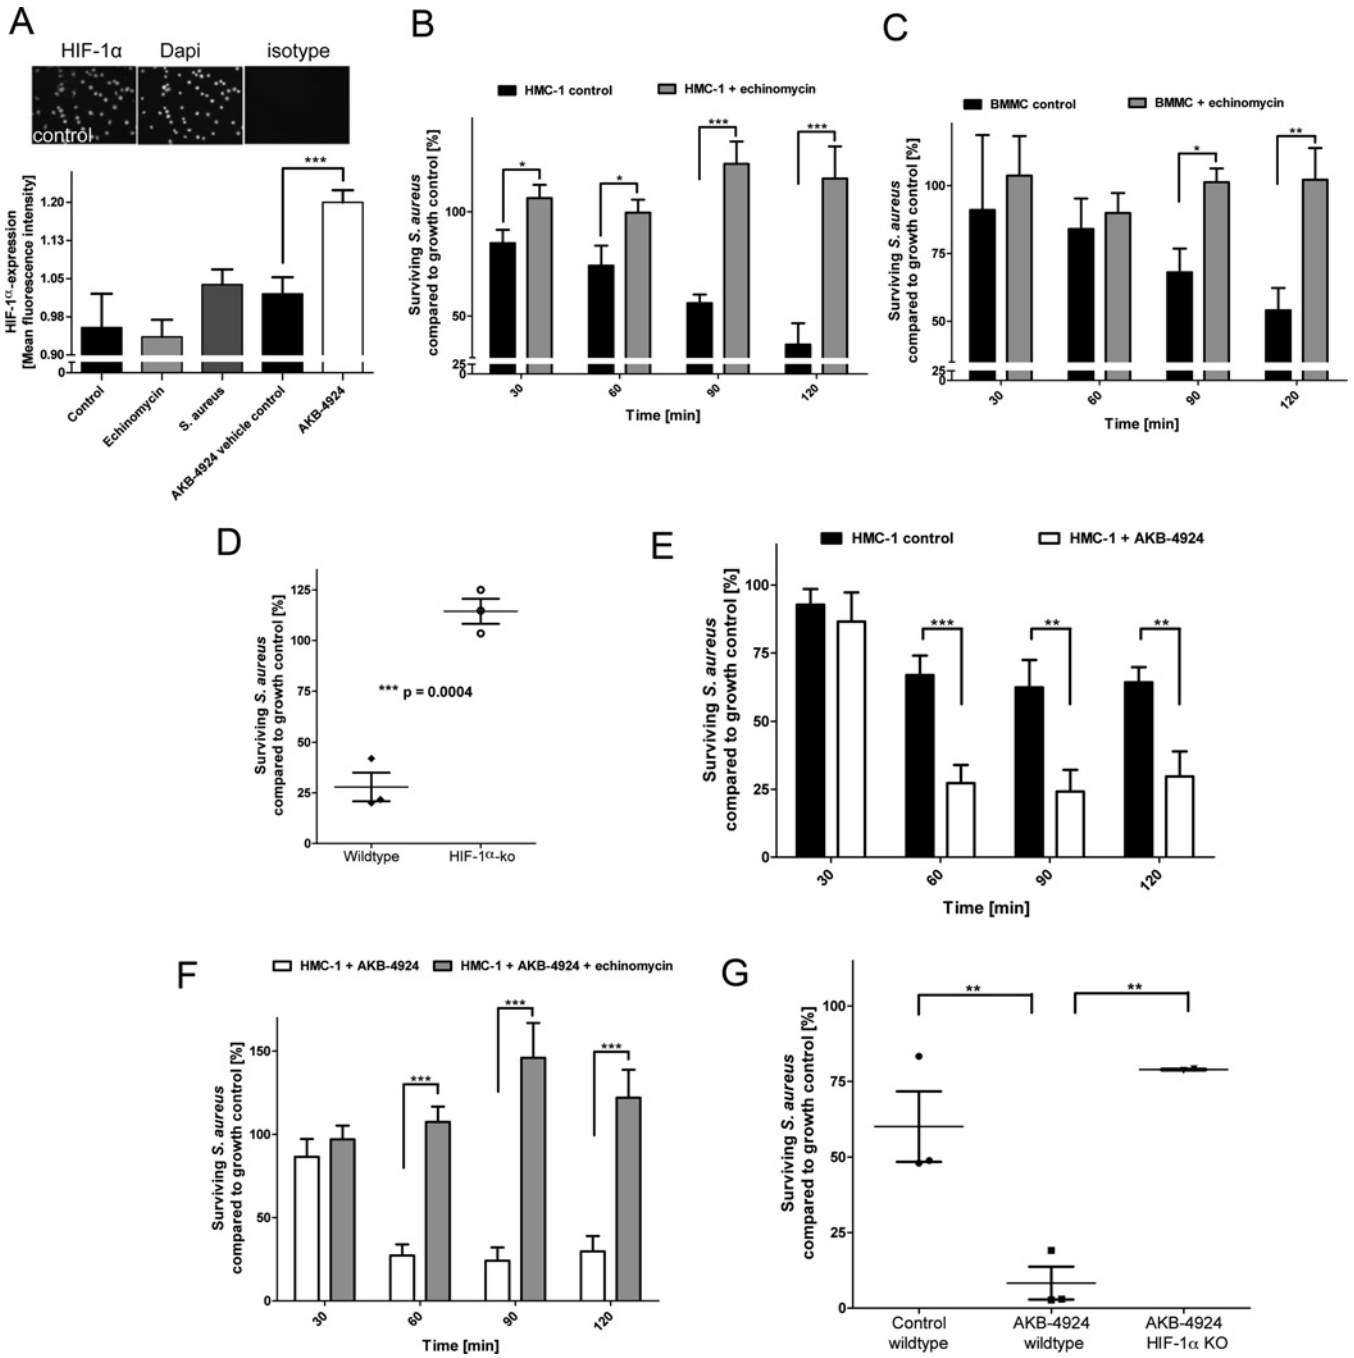 A
HIF-1α Dapi isotype
control
HIF-1α-expression
[Mean fluorescence intensity]
***
1.20
1.13
1.05
0.98
0.90
0
Control
Echinomycin
S. aureus
AKB-4924 vehicle control
AKB-4924
B
HMC-1 control HMC-1 + echinomycin
Surviving S. aureus
compared to growth control [%]
100
50
25
0
* * *** ***
30 60 90 120
Time [min]
C
BMMC control BMMC + echinomycin
Surviving S. aureus
compared to growth control [%]
100
75
50
25
0
* **
30 60 90 120
Time [min]
D
Surviving S. aureus
compared to growth control [%]
125
100
75
50
25
0
*** p = 0.0004
Wildtype HIF-1α-ko
E
HMC-1 control HMC-1 + AKB-4924
Surviving S. aureus
compared to growth control [%]
100
75
50
25
0
*** ** **
30 60 90 120
Time [min]
F
HMC-1 + AKB-4924 HMC-1 + AKB-4924 + echinomycin
Surviving S. aureus
compared to growth control [%]
150
100
50
0
*** *** ***
30 60 90 120
Time [min]
G
Surviving S. aureus
compared to growth control [%]
100
75
50
25
0
** **
Control AKB-4924 AKB-4924
wildtype wildtype HIF-1α KO